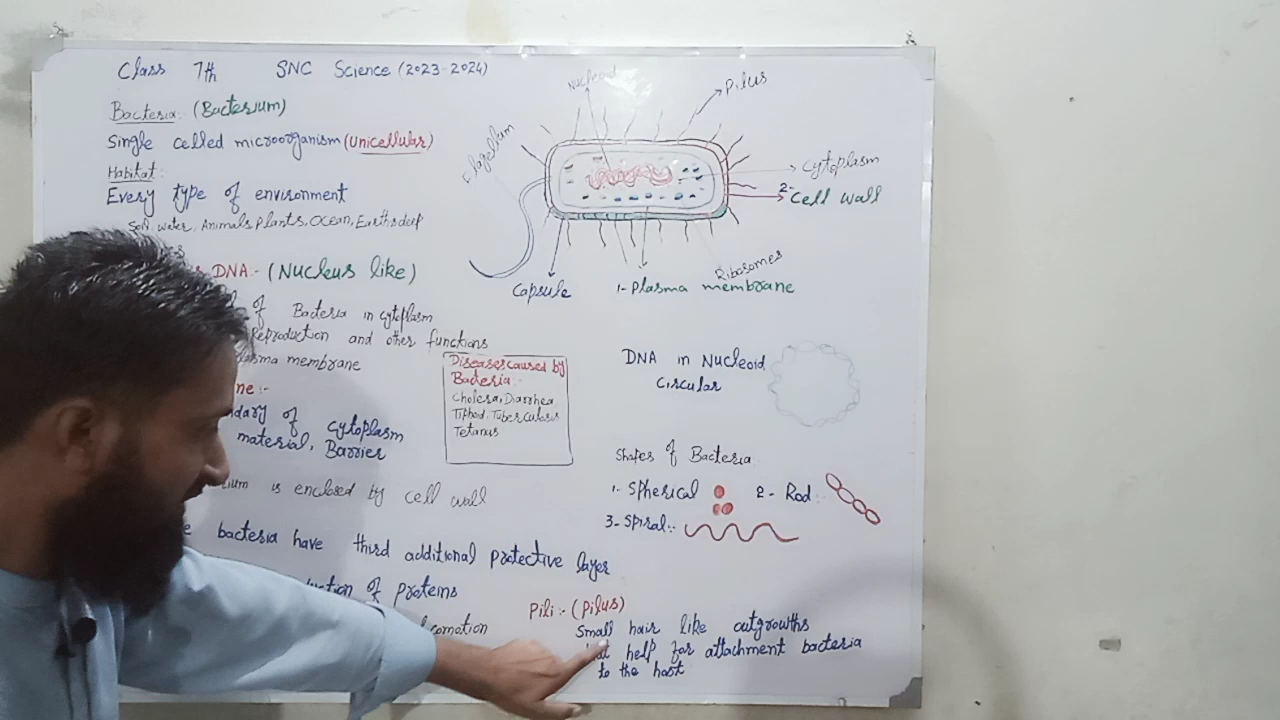 Class 7th SNC Science (2023-2024)
Bacteria: (Bacterium)
Single celled microorganism (Unicellular)
Habitat:
Every type of environment
Soil, water, Animals, Plants, Ocean, Earth's deep
DNA:- (Nucleus like)
of Bacteria in cytoplasm
Reproduction and other functions
membrane
of cytoplasm
material, Barrier
is enclosed by cell wall
bacteria have third additional protective layer
of Proteins
Diseases caused by
Bacteria:-
Cholera, Diarrhea
Tiphod, Tuberculosis
Tetanus
Nucleoid
Pilus
Flagellum
Cytoplasm
2- Cell wall
Ribosomes
Capsule
1- Plasma membrane
DNA in Nucleoid
Circular
Shapes of Bacteria
1- Spherical 2- Rod:
3- Spiral:-
Pili:- (Pilus)
Small hair like outgrowths
help for attachment bacteria
to the host